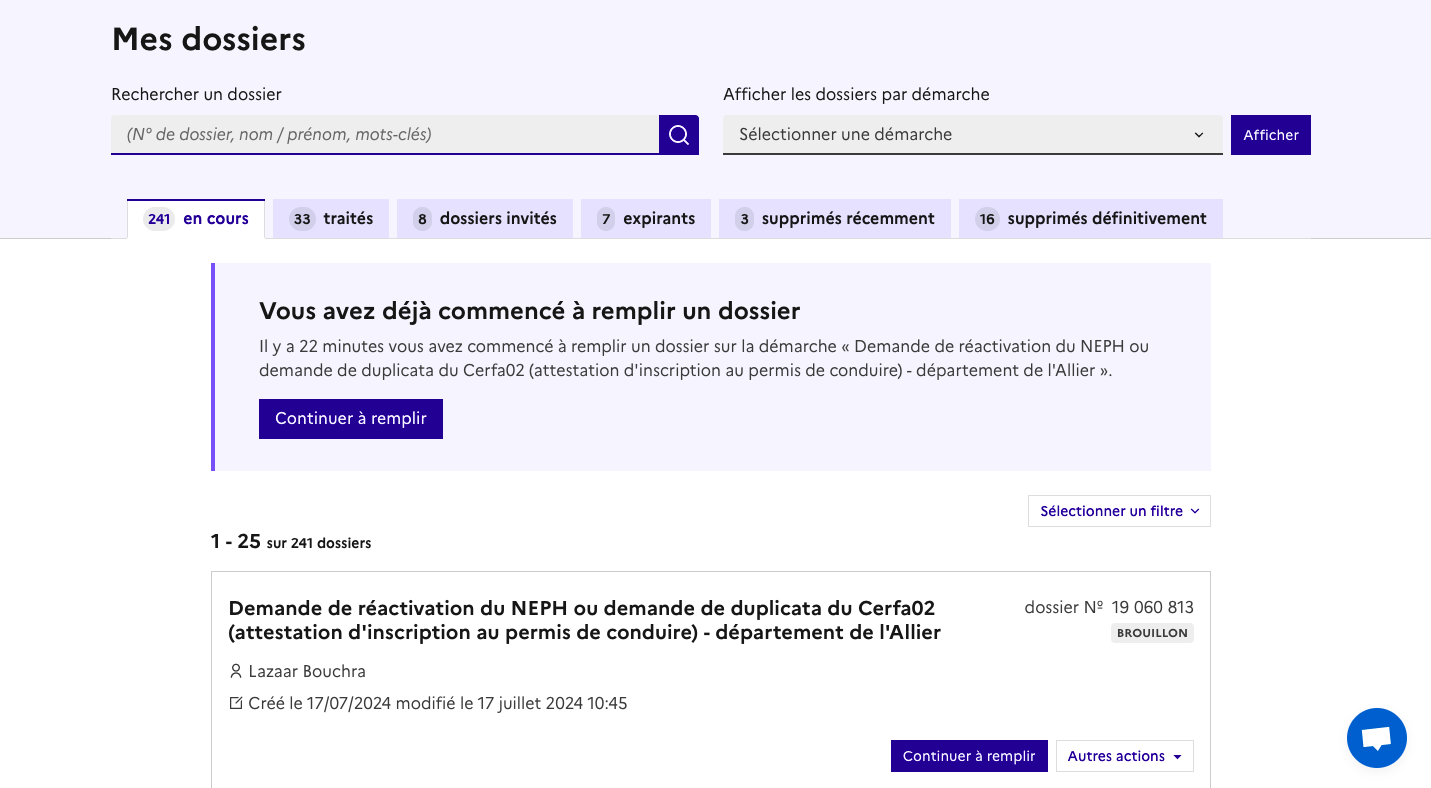 Mes dossiers
Rechercher un dossier
(N° de dossier, nom / prénom, mots-clés)
Afficher les dossiers par démarche
Sélectionner une démarche
Afficher
241 en cours
33 traités
8 dossiers invités
7 expirants
3 supprimés récemment
16 supprimés définitivement
Vous avez déjà commencé à remplir un dossier
Il y a 22 minutes vous avez commencé à remplir un dossier sur la démarche « Demande de réactivation du NEPH ou
demande de duplicata du Cerfa02 (attestation d'inscription au permis de conduire) - département de l'Allier ».
Continuer à remplir
Sélectionner un filtre
1 - 25 sur 241 dossiers
Demande de réactivation du NEPH ou demande de duplicata du Cerfa02
(attestation d'inscription au permis de conduire) - département de l'Allier
dossier Nº 19 060 813
BROUILLON
Lazaar Bouchra
Créé le 17/07/2024 modifié le 17 juillet 2024 10:45
Continuer à remplir
Autres actions